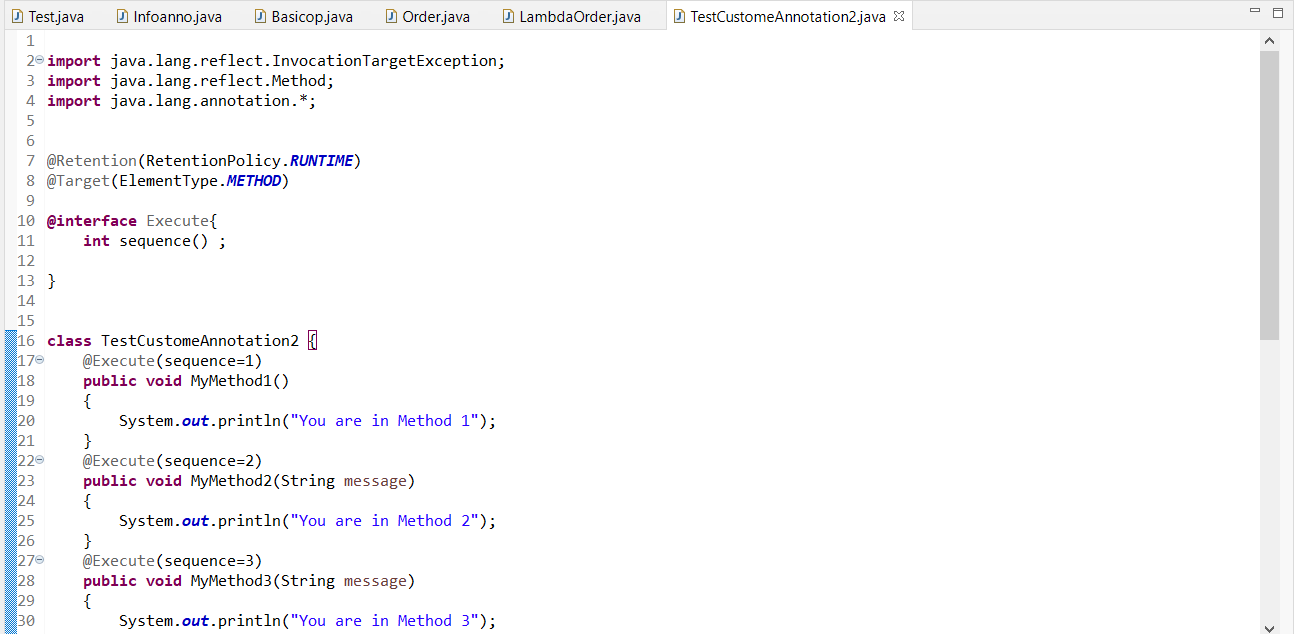 Test.java Infoanno.java Basicop.java Order.java LambdaOrder.java TestCustomeAnnotation2.java
1
2 import java.lang.reflect.InvocationTargetException;
3 import java.lang.reflect.Method;
4 import java.lang.annotation.*;
5
6
7 @Retention(RetentionPolicy.RUNTIME)
8 @Target(ElementType.METHOD)
9
10 @interface Execute{
11     int sequence() ;
12
13 }
14
15
16 class TestCustomeAnnotation2 {
17     @Execute(sequence=1)
18     public void MyMethod1()
19     {
20         System.out.println("You are in Method 1");
21     }
22     @Execute(sequence=2)
23     public void MyMethod2(String message)
24     {
25         System.out.println("You are in Method 2");
26     }
27     @Execute(sequence=3)
28     public void MyMethod3(String message)
29     {
30         System.out.println("You are in Method 3");